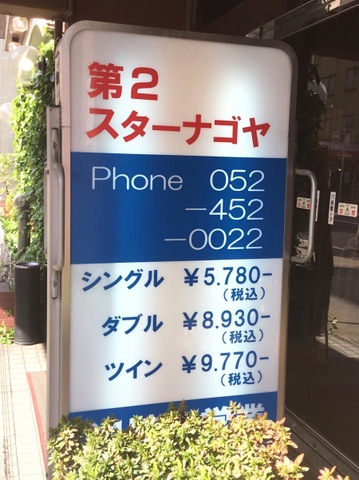 第2
スターナゴヤ
Phone 052
-452
-0022
シングル ¥5.780-
(税込)
ダブル ¥8.930-
(税込)
ツイン ¥9.770-
(税込)